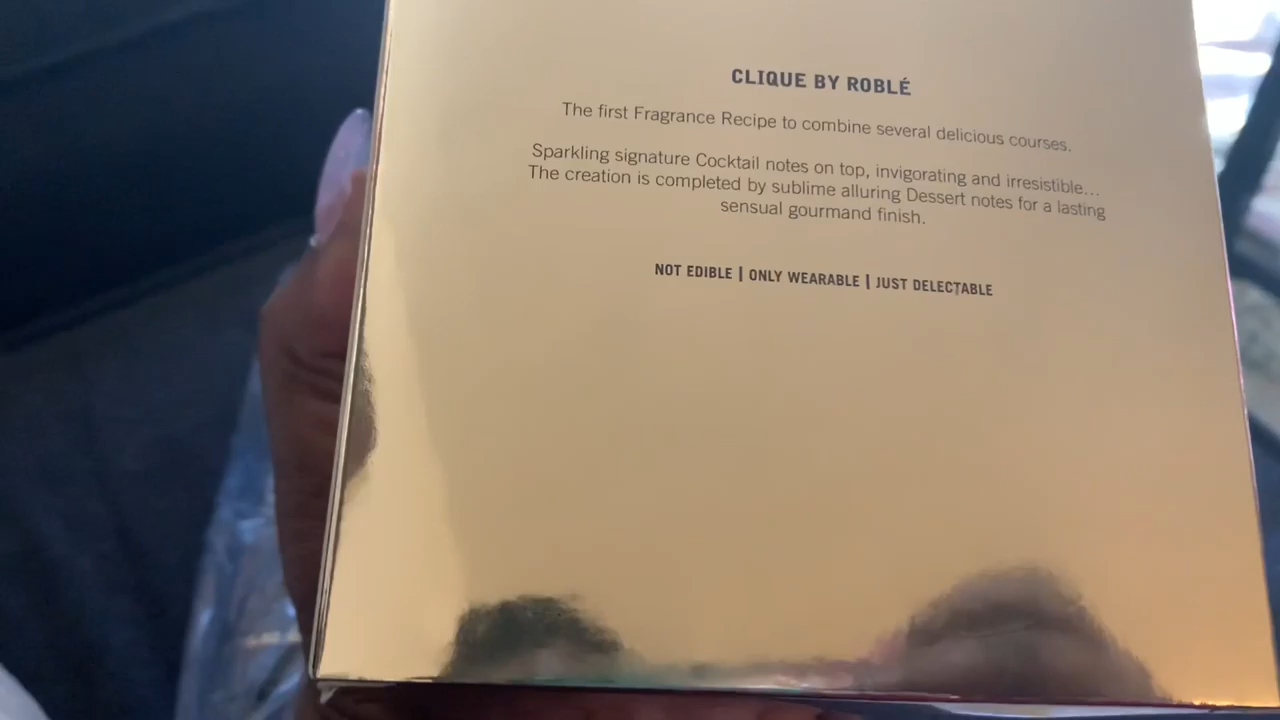 CLIQUE BY ROBLÉ
The first Fragrance Recipe to combine several delicious courses.
Sparkling signature Cocktail notes on top, invigorating and irresistible...
The creation is completed by sublime alluring Dessert notes for a lasting
sensual gourmand finish.
NOT EDIBLE | ONLY WEARABLE | JUST DELECTABLE